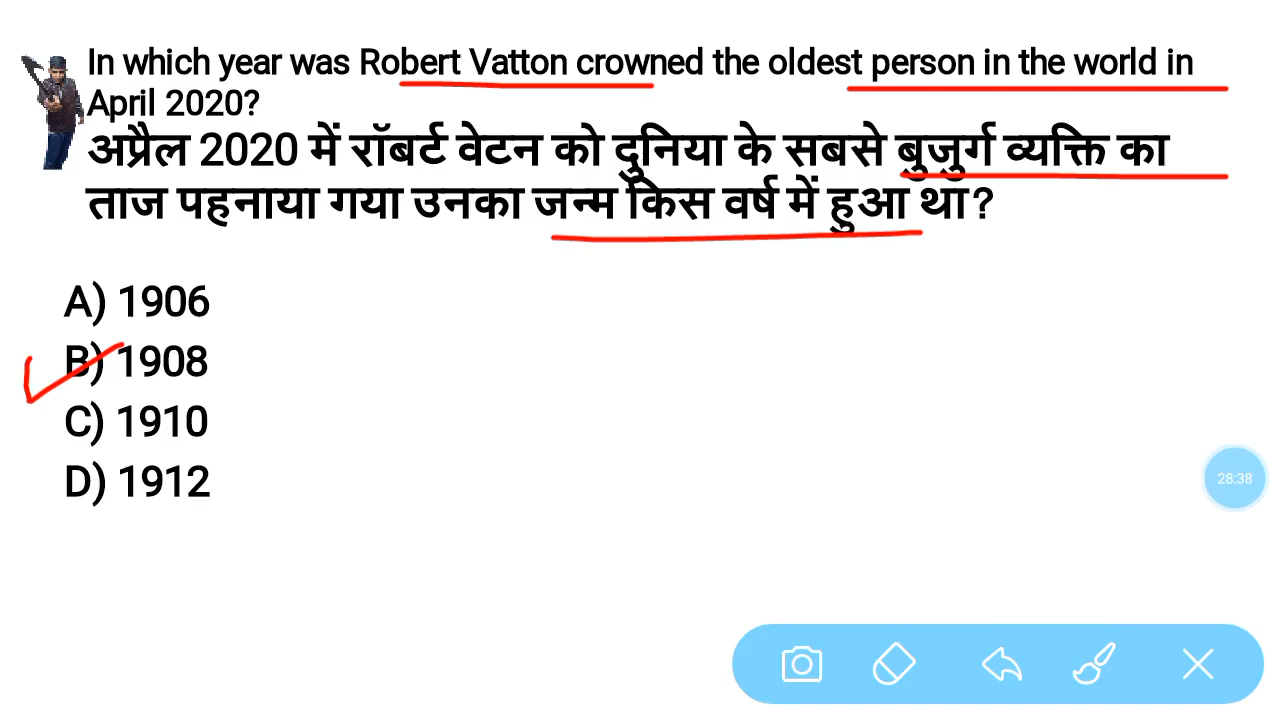 In which year was Robert Vatton crowned the oldest person in the world in
April 2020?
अप्रैल 2020 में रॉबर्ट वेटन को दुनिया के सबसे बुजुर्ग व्यक्ति का
ताज पहनाया गया उनका जन्म किस वर्ष में हुआ था?
A) 1906
B) 1908
C) 1910
D) 1912
28:38